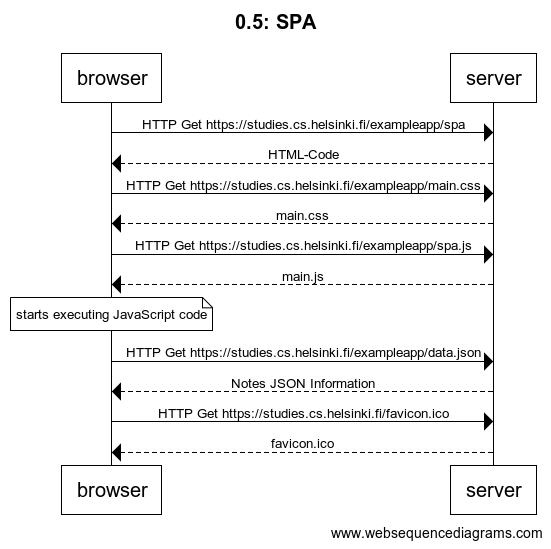 0.5: SPA
browser
server
HTTP Get https://studies.cs.helsinki.fi/exampleapp/spa
HTML-Code
HTTP Get https://studies.cs.helsinki.fi/exampleapp/main.css
main.css
HTTP Get https://studies.cs.helsinki.fi/exampleapp/spa.js
main.js
starts executing JavaScript code
HTTP Get https://studies.cs.helsinki.fi/exampleapp/data.json
Notes JSON Information
HTTP Get https://studies.cs.helsinki.fi/favicon.ico
favicon.ico
browser
server
www.websequencediagrams.com